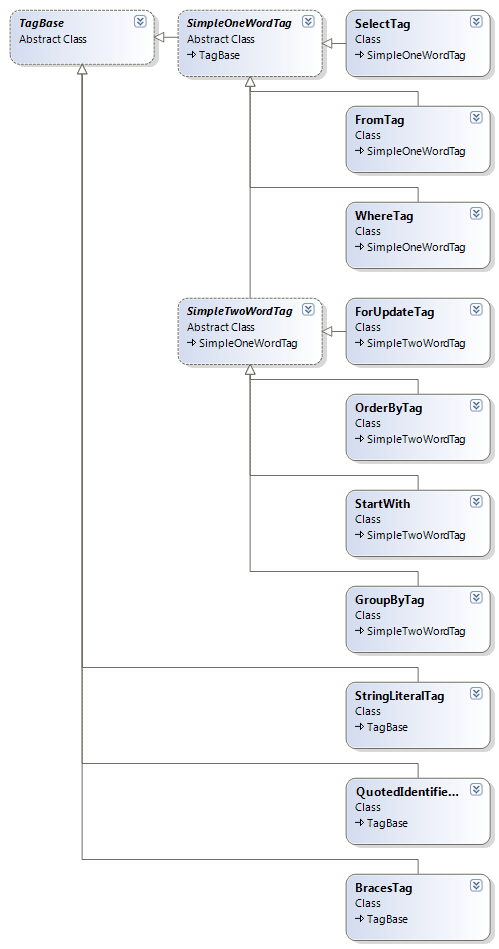 TagBase
Abstract Class
SimpleOneWordTag
Abstract Class
TagBase
SelectTag
Class
SimpleOneWordTag
FromTag
Class
SimpleOneWordTag
WhereTag
Class
SimpleOneWordTag
SimpleTwoWordTag
Abstract Class
SimpleOneWordTag
ForUpdateTag
Class
SimpleTwoWordTag
OrderByTag
Class
SimpleTwoWordTag
StartWith
Class
SimpleTwoWordTag
GroupByTag
Class
SimpleTwoWordTag
StringLiteralTag
Class
TagBase
QuotedIdentifie...
Class
TagBase
BracesTag
Class
TagBase